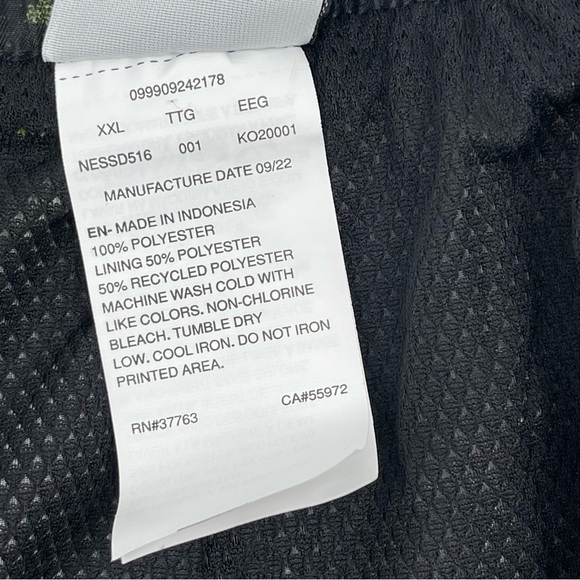 099909242178
XXL TTG EEG
NESSD516 001 KO20001
MANUFACTURE DATE 09/22
EN- MADE IN INDONESIA
100% POLYESTER
LINING 50% POLYESTER
50% RECYCLED POLYESTER
MACHINE WASH COLD WITH
LIKE COLORS. NON-CHLORINE
BLEACH. TUMBLE DRY
LOW. COOL IRON. DO NOT IRON
PRINTED AREA.
RN#37763 CA#55972